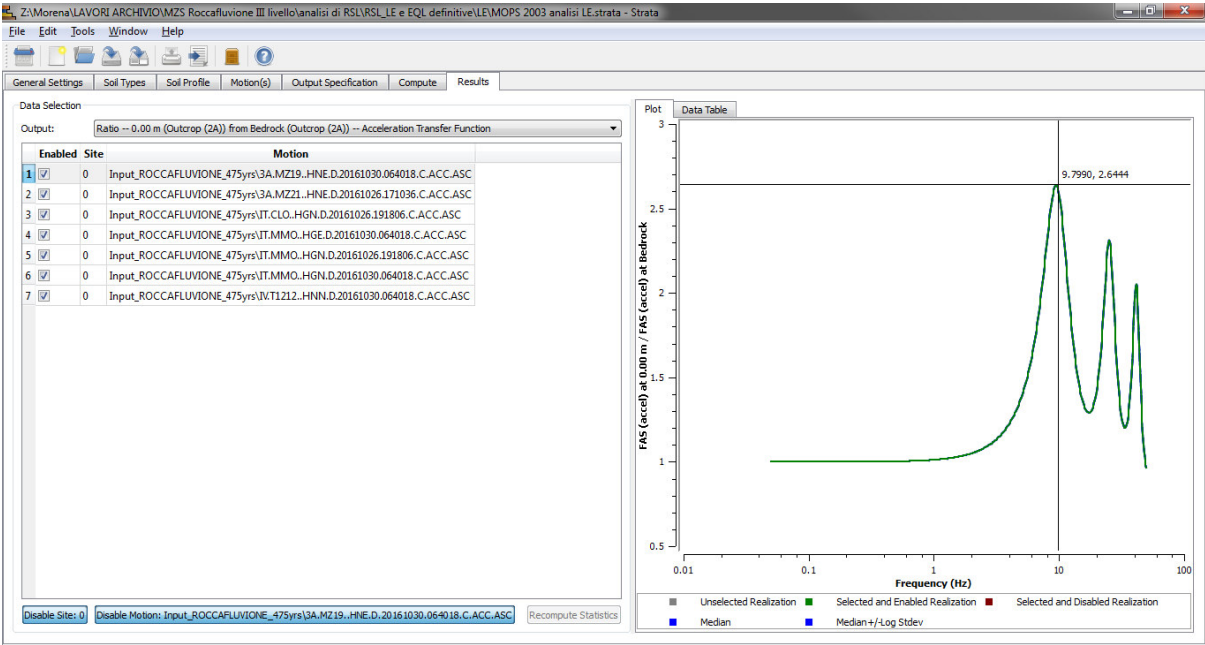 Z:\Morena\LAVORI ARCHIVIO\MZS Roccafluvione III livello\analisi di RSL\RSL_LE e EQL definitive\LE\MOPS 2003 analisi LE.strata - Strata
File Edit Tools Window Help
General Settings Soil Types Soil Profile Motion(s) Output Specification Compute Results
Data Selection
Output: Ratio -- 0.00 m (Outcrop (2A)) from Bedrock (Outcrop (2A)) -- Acceleration Transfer Function
Enabled Site Motion
1 0 Input_ROCCAFLUVIONE_475yrs\3A.MZ19..HNE.D.20161030.064018.C.ACC.ASC
2 0 Input_ROCCAFLUVIONE_475yrs\3A.MZ21..HNE.D.20161026.171036.C.ACC.ASC
3 0 Input_ROCCAFLUVIONE_475yrs\IT.CLO..HGN.D.20161026.191806.C.ACC.ASC
4 0 Input_ROCCAFLUVIONE_475yrs\IT.MMO..HGE.D.20161030.064018.C.ACC.ASC
5 0 Input_ROCCAFLUVIONE_475yrs\IT.MMO..HGN.D.20161026.191806.C.ACC.ASC
6 0 Input_ROCCAFLUVIONE_475yrs\IT.MMO..HGN.D.20161030.064018.C.ACC.ASC
7 0 Input_ROCCAFLUVIONE_475yrs\IV.T1212..HNN.D.20161030.064018.C.ACC.ASC
Disable Site: 0 Disable Motion: Input_ROCCAFLUVIONE_475yrs\3A.MZ19..HNE.D.20161030.064018.C.ACC.ASC Recompute Statistics
Plot Data Table
FAS (accel) at 0.00 m / FAS (accel) at Bedrock
3
2.5
2
1.5
1
0.5
9.7990, 2.6444
0.01 0.1 1 10 100
Frequency (Hz)
Unselected Realization Selected and Enabled Realization Selected and Disabled Realization
Median Median+/-Log Stdev